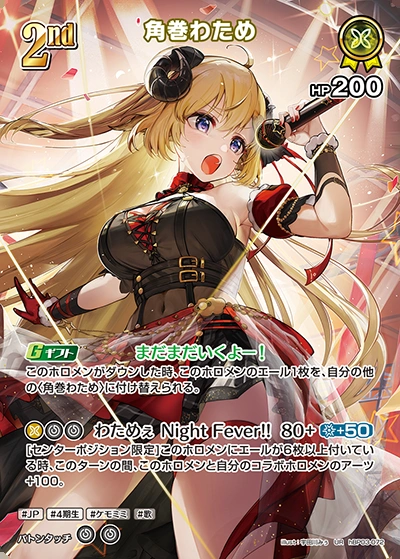 2nd
角巻わため
HP200
Gギフト まだまだいくよー!
このホロメンがダウンした時、このホロメンのエール1枚を、自分の他
の〈角巻わため〉に付け替えられる。
わためぇ Night Fever!! 80+ +50
[センターポジション限定]このホロメンにエールが6枚以上付いてい
る時、このターンの間、このホロメンと自分のコラボホロメンのアーツ
+100。
#JP #4期生 #ケモミミ #歌
バトンタッチ
UR hBP03-072